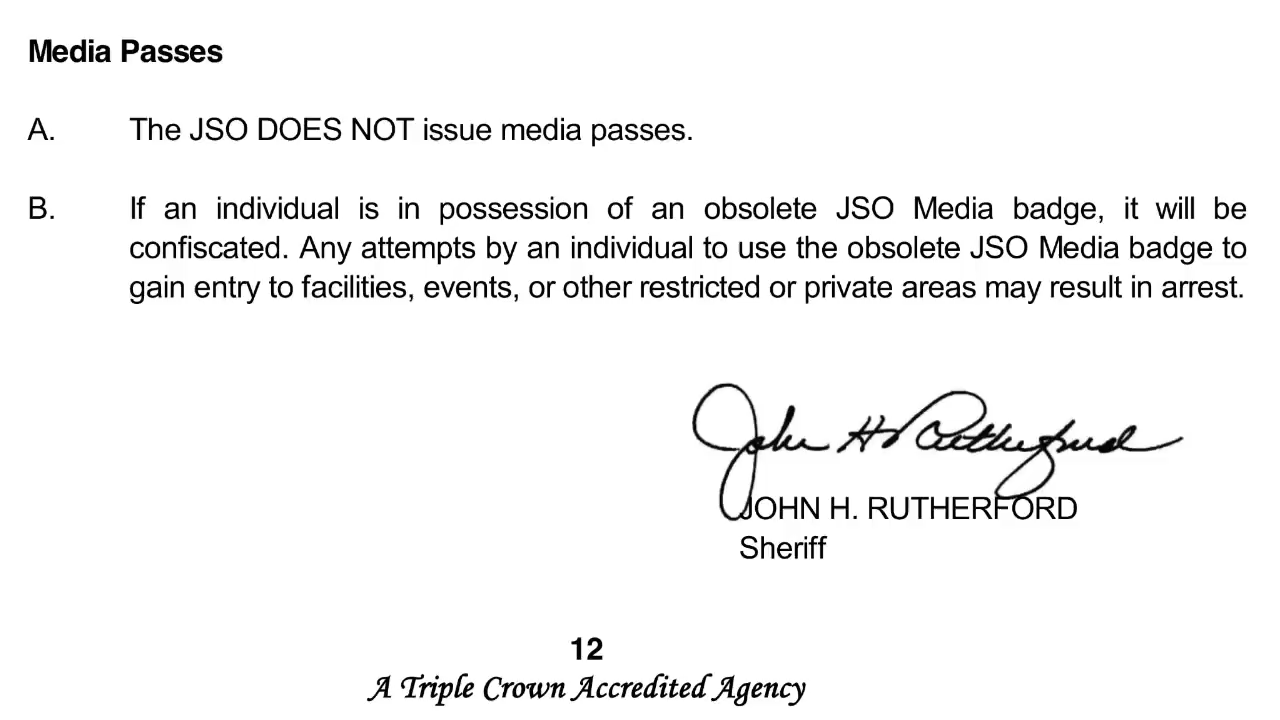 Media Passes
A. The JSO DOES NOT issue media passes.
B. If an individual is in possession of an obsolete JSO Media badge, it will be
confiscated. Any attempts by an individual to use the obsolete JSO Media badge to
gain entry to facilities, events, or other restricted or private areas may result in arrest.
John H Rutherford
JOHN H. RUTHERFORD
Sheriff
12
A Triple Crown Accredited Agency